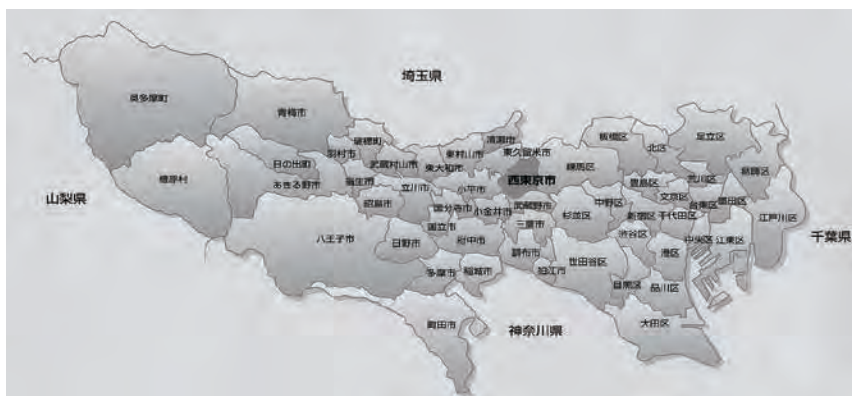 埼玉県
奥多摩町
青梅市
瑞穂町
清瀬市
板橋区
足立区
北区
羽村市
武蔵村山市
東村山市
東久留米市
練馬区
日の出町
東大和市
荒川区
葛飾区
檜原村
あきる野市
福生市
立川市
小平市
西東京市
豊島区
文京区
台東区
墨田区
山梨県
昭島市
国分寺市
小金井市
武蔵野市
中野区
新宿区
千代田区
江戸川区
杉並区
国立市
三鷹市
渋谷区
八王子市
日野市
府中市
調布市
世田谷区
港区
中央区
江東区
千葉県
多摩市
稲城市
狛江市
目黒区
品川区
町田市
神奈川県
大田区